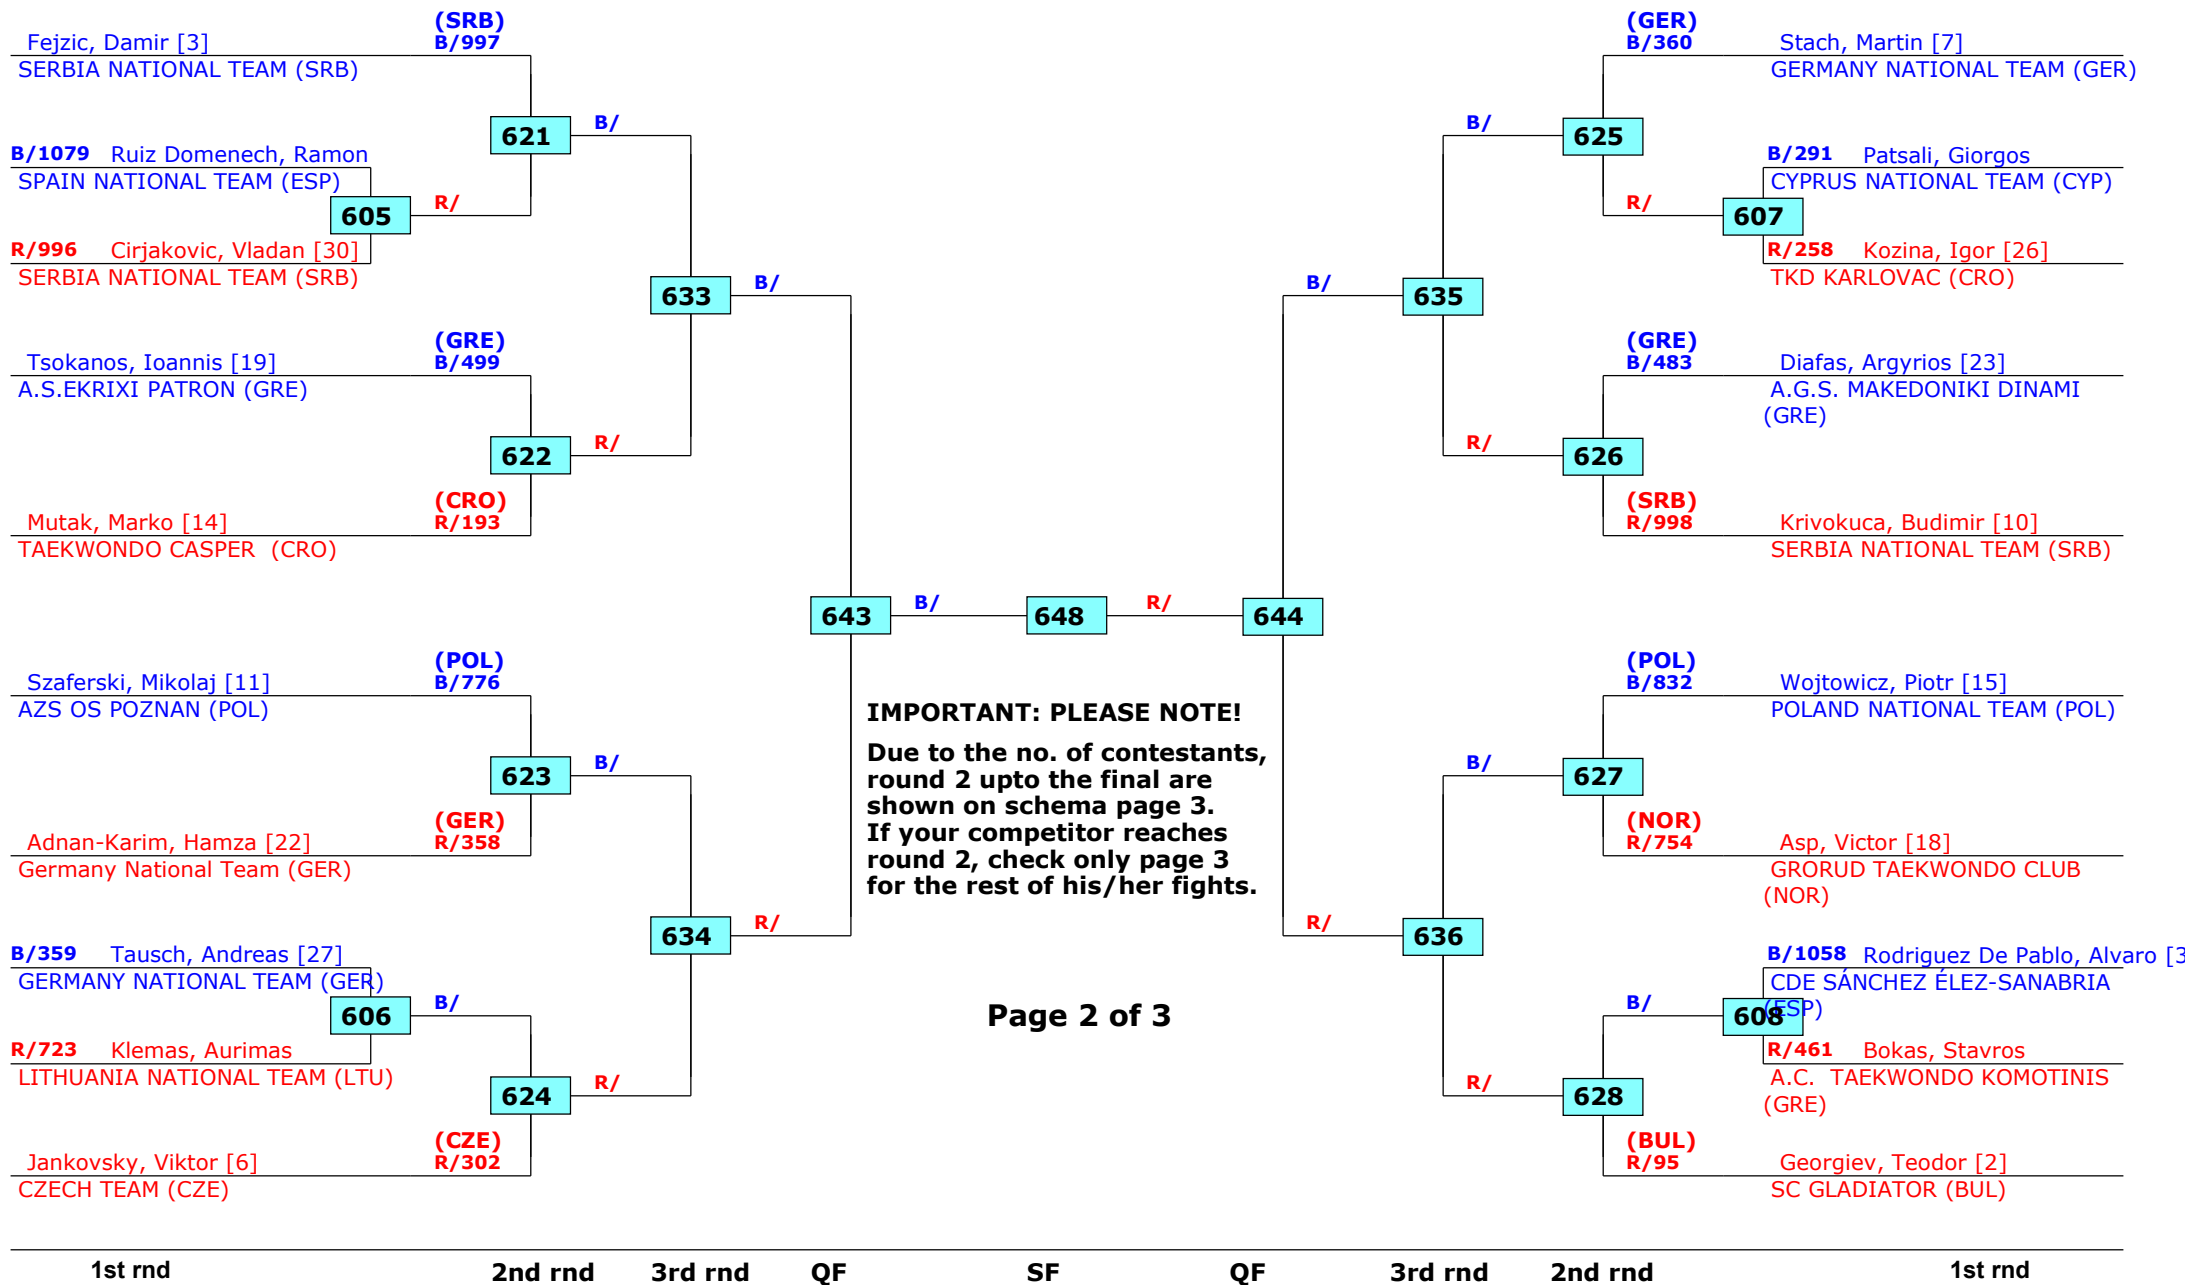 (SRB)
Fejzic, Damir [3]
B/997
SERBIA NATIONAL TEAM (SRB)
621
B/
B/1079 Ruiz Domenech, Ramon
SPAIN NATIONAL TEAM (ESP)
605
R/
R/996 Cirjakovic, Vladan [30]
SERBIA NATIONAL TEAM (SRB)
633
B/
(GRE)
Tsokanos, Ioannis [19]
B/499
A.S.EKRIXI PATRON (GRE)
622
R/
(CRO)
Mutak, Marko [14]
R/193
TAEKWONDO CASPER (CRO)
643
B/
648
R/
644
(POL)
Szaferski, Mikolaj [11]
B/776
AZS OS POZNAN (POL)
623
B/
(GER)
Adnan-Karim, Hamza [22]
R/358
Germany National Team (GER)
634
R/
B/359 Tausch, Andreas [27]
GERMANY NATIONAL TEAM (GER)
606
B/
R/723 Klemas, Aurimas
LITHUANIA NATIONAL TEAM (LTU)
624
R/
(CZE)
Jankovsky, Viktor [6]
R/302
CZECH TEAM (CZE)
IMPORTANT: PLEASE NOTE!
Due to the no. of contestants,
round 2 upto the final are
shown on schema page 3.
If your competitor reaches
round 2, check only page 3
for the rest of his/her fights.
Page 2 of 3
(GER)
B/360
Stach, Martin [7]
GERMANY NATIONAL TEAM (GER)
B/
625
B/291 Patsali, Giorgos
CYPRUS NATIONAL TEAM (CYP)
R/
607
R/258 Kozina, Igor [26]
TKD KARLOVAC (CRO)
B/
635
(GRE)
B/483
Diafas, Argyrios [23]
A.G.S. MAKEDONIKI DINAMI
(GRE)
R/
626
(SRB)
R/998
Krivokuca, Budimir [10]
SERBIA NATIONAL TEAM (SRB)
(POL)
B/832
Wojtowicz, Piotr [15]
POLAND NATIONAL TEAM (POL)
B/
627
(NOR)
R/754
Asp, Victor [18]
GRORUD TAEKWONDO CLUB
(NOR)
R/
636
B/1058 Rodriguez De Pablo, Alvaro [3
CDE SÁNCHEZ ÉLEZ-SANABRIA
(ESP)
B/
608
R/461 Bokas, Stavros
A.C. TAEKWONDO KOMOTINIS
(GRE)
R/
628
(BUL)
R/95
Georgiev, Teodor [2]
SC GLADIATOR (BUL)
1st rnd 2nd rnd 3rd rnd QF SF QF 3rd rnd 2nd rnd 1st rnd